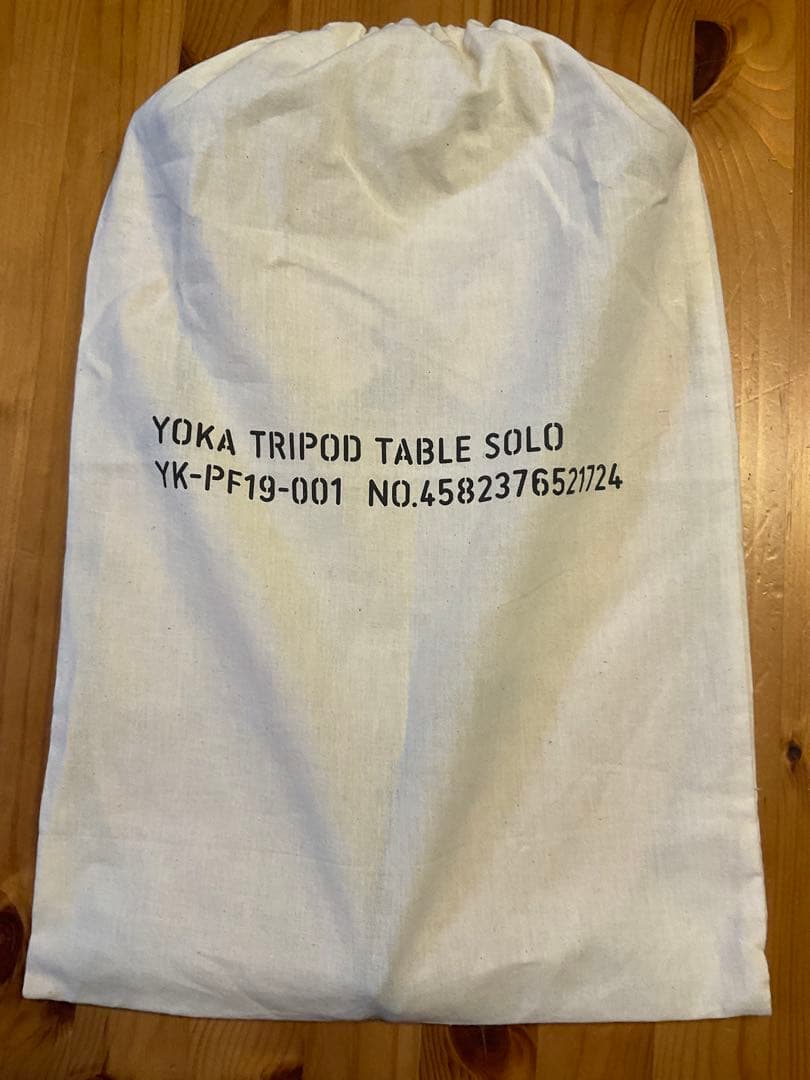 YOKA TRIPOD TABLE SOLO
YK-PF19-001 NO.4582376521724